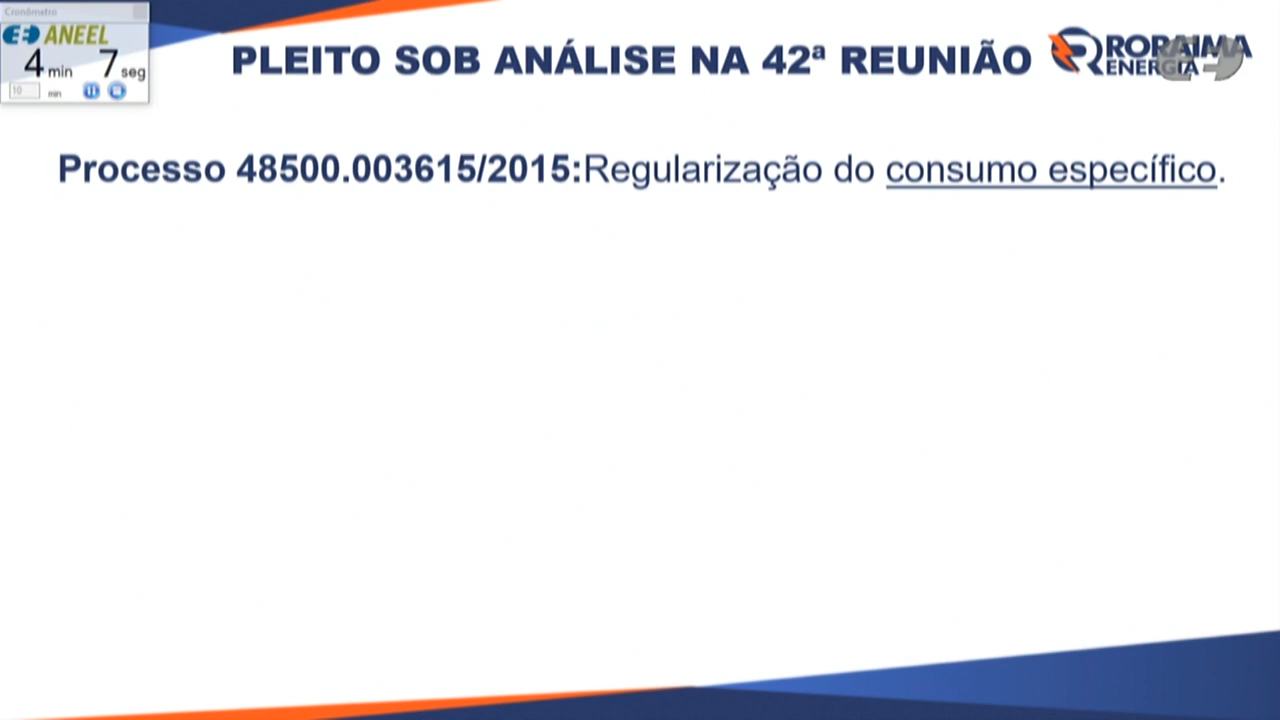 Cronômetro
ANEEL
4 min 7 seg
10 min
PLEITO SOB ANÁLISE NA 42ª REUNIÃO
RORAIMA
ENERGIA
Processo 48500.003615/2015:Regularização do consumo específico.